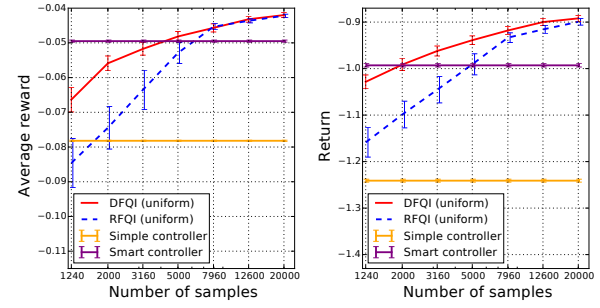 −0.04
−0.05
−0.06
−0.07
−0.08
−0.09
−0.10
−0.11
Average reward
DFQI (uniform)
RFQI (uniform)
Simple controller
Smart controller
1240 2000 3160 5000 7960 12600 20000
Number of samples
−0.9
−1.0
−1.1
−1.2
−1.3
−1.4
Return
DFQI (uniform)
RFQI (uniform)
Simple controller
Smart controller
1240 2000 3160 5000 7960 12600 20000
Number of samples